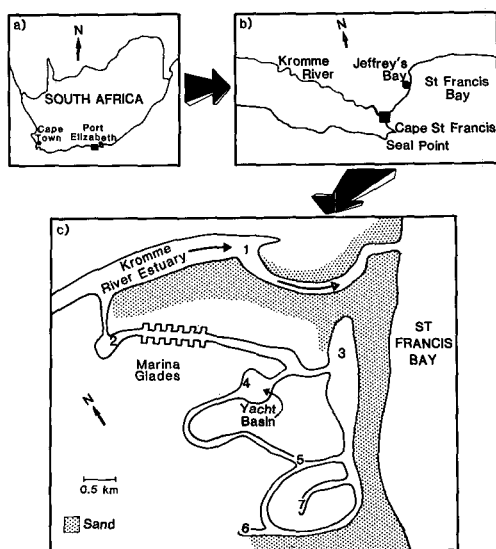 a)
N
SOUTH AFRICA
Cape
Town
Port
Elizabeth
b)
N
Kromme
River
Jeffrey's
Bay
St Francis
Bay
Cape St Francis
Seal Point
c)
Kromme
River Estuary
1
2
Marina
Glades
3
4
Yacht
Basin
5
6
7
N
0.5 km
Sand
ST
FRANCIS
BAY